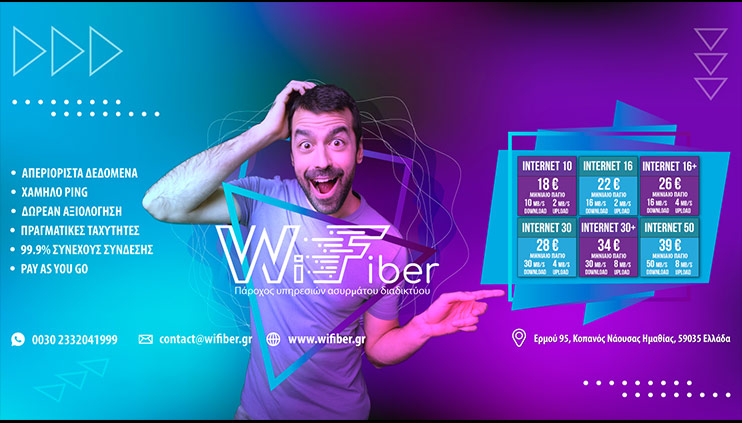 • ΑΠΕΡΙΟΡΙΣΤΑ ΔΕΔΟΜΕΝΑ
• ΧΑΜΗΛΟ PING
• ΔΩΡΕΑΝ ΑΞΙΟΛΟΓΗΣΗ
• ΠΡΑΓΜΑΤΙΚΕΣ ΤΑΧΥΤΗΤΕΣ
• 99.9% ΣΥΝΕΧΟΥΣ ΣΥΝΔΕΣΗΣ
• PAY AS YOU GO
WiFiber
Πάροχος υπηρεσιών ασυρμάτου διαδικτύου
INTERNET 10
18 €
ΜΗΝΙΑΙΟ ΠΑΓΙΟ
10 MB/S 2 MB/S
DOWNLOAD UPLOAD
INTERNET 16
22 €
ΜΗΝΙΑΙΟ ΠΑΓΙΟ
16 MB/S 2 MB/S
DOWNLOAD UPLOAD
INTERNET 16+
26 €
ΜΗΝΙΑΙΟ ΠΑΓΙΟ
16 MB/S 4 MB/S
DOWNLOAD UPLOAD
INTERNET 30
28 €
ΜΗΝΙΑΙΟ ΠΑΓΙΟ
30 MB/S 4 MB/S
DOWNLOAD UPLOAD
INTERNET 30+
34 €
ΜΗΝΙΑΙΟ ΠΑΓΙΟ
30 MB/S 8 MB/S
DOWNLOAD UPLOAD
INTERNET 50
39 €
ΜΗΝΙΑΙΟ ΠΑΓΙΟ
50 MB/S 8 MB/S
DOWNLOAD UPLOAD
0030 2332041999 contact@wifiber.gr www.wifiber.gr
Ερμού 95, Κοπανός Νάουσας Ημαθίας, 59035 Ελλάδα